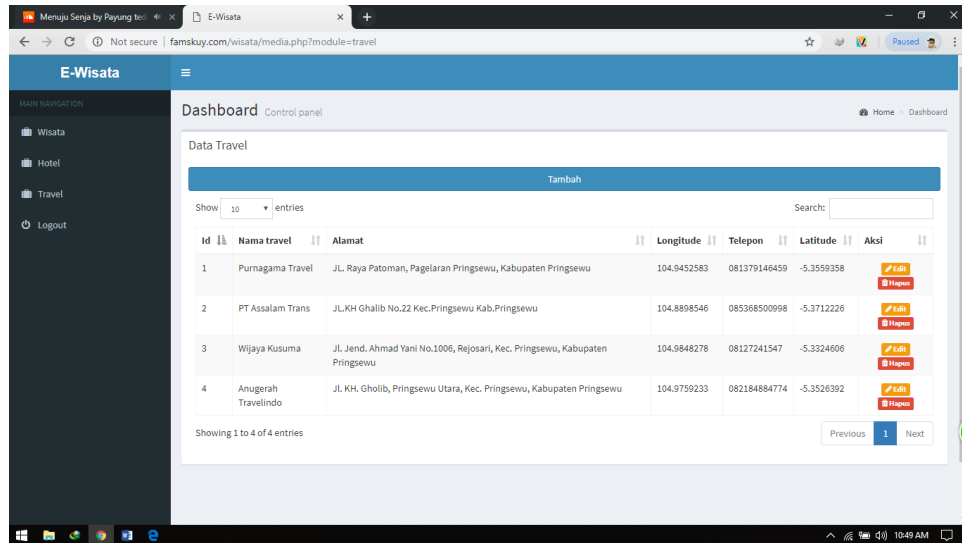 Menuju Senja by Payung ted
E-Wisata
Not secure | famskuy.com/wisata/media.php?module=travel
Paused
E-Wisata
MAIN NAVIGATION
Wisata
Hotel
Travel
Logout
Dashboard Control panel
Home > Dashboard
Data Travel
Tambah
Show 10 entries
Search:
Id Nama travel Alamat Longitude Telepon Latitude Aksi
1 Purnagama Travel JL. Raya Patoman, Pagelaran Pringsewu, Kabupaten Pringsewu 104.9452583 081379146459 -5.3559358 Edit
Hapus
2 PT Assalam Trans JL.KH Ghalib No.22 Kec.Pringsewu Kab.Pringsewu 104.8898546 085368500998 -5.3712226 Edit
Hapus
3 Wijaya Kusuma Jl. Jend. Ahmad Yani No.1006, Rejosari, Kec. Pringsewu, Kabupaten 104.9848278 08127241547 -5.3324606 Edit
Pringsewu Hapus
4 Anugerah Jl. KH. Gholib, Pringsewu Utara, Kec. Pringsewu, Kabupaten Pringsewu 104.9759233 082184884774 -5.3526392 Edit
Travelindo Hapus
Showing 1 to 4 of 4 entries
Previous 1 Next
10:49 AM